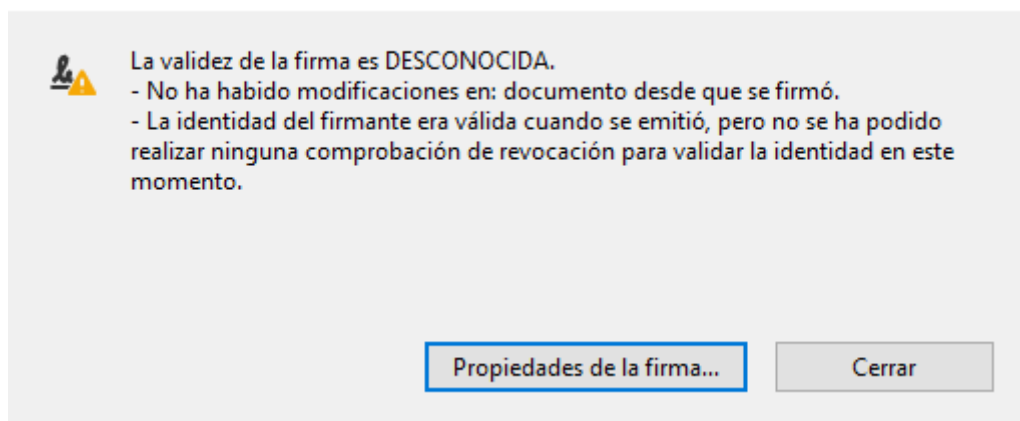 La validez de la firma es DESCONOCIDA.
- No ha habido modificaciones en: documento desde que se firmó.
- La identidad del firmante era válida cuando se emitió, pero no se ha podido
realizar ninguna comprobación de revocación para validar la identidad en este
momento.
Propiedades de la firma...
Cerrar